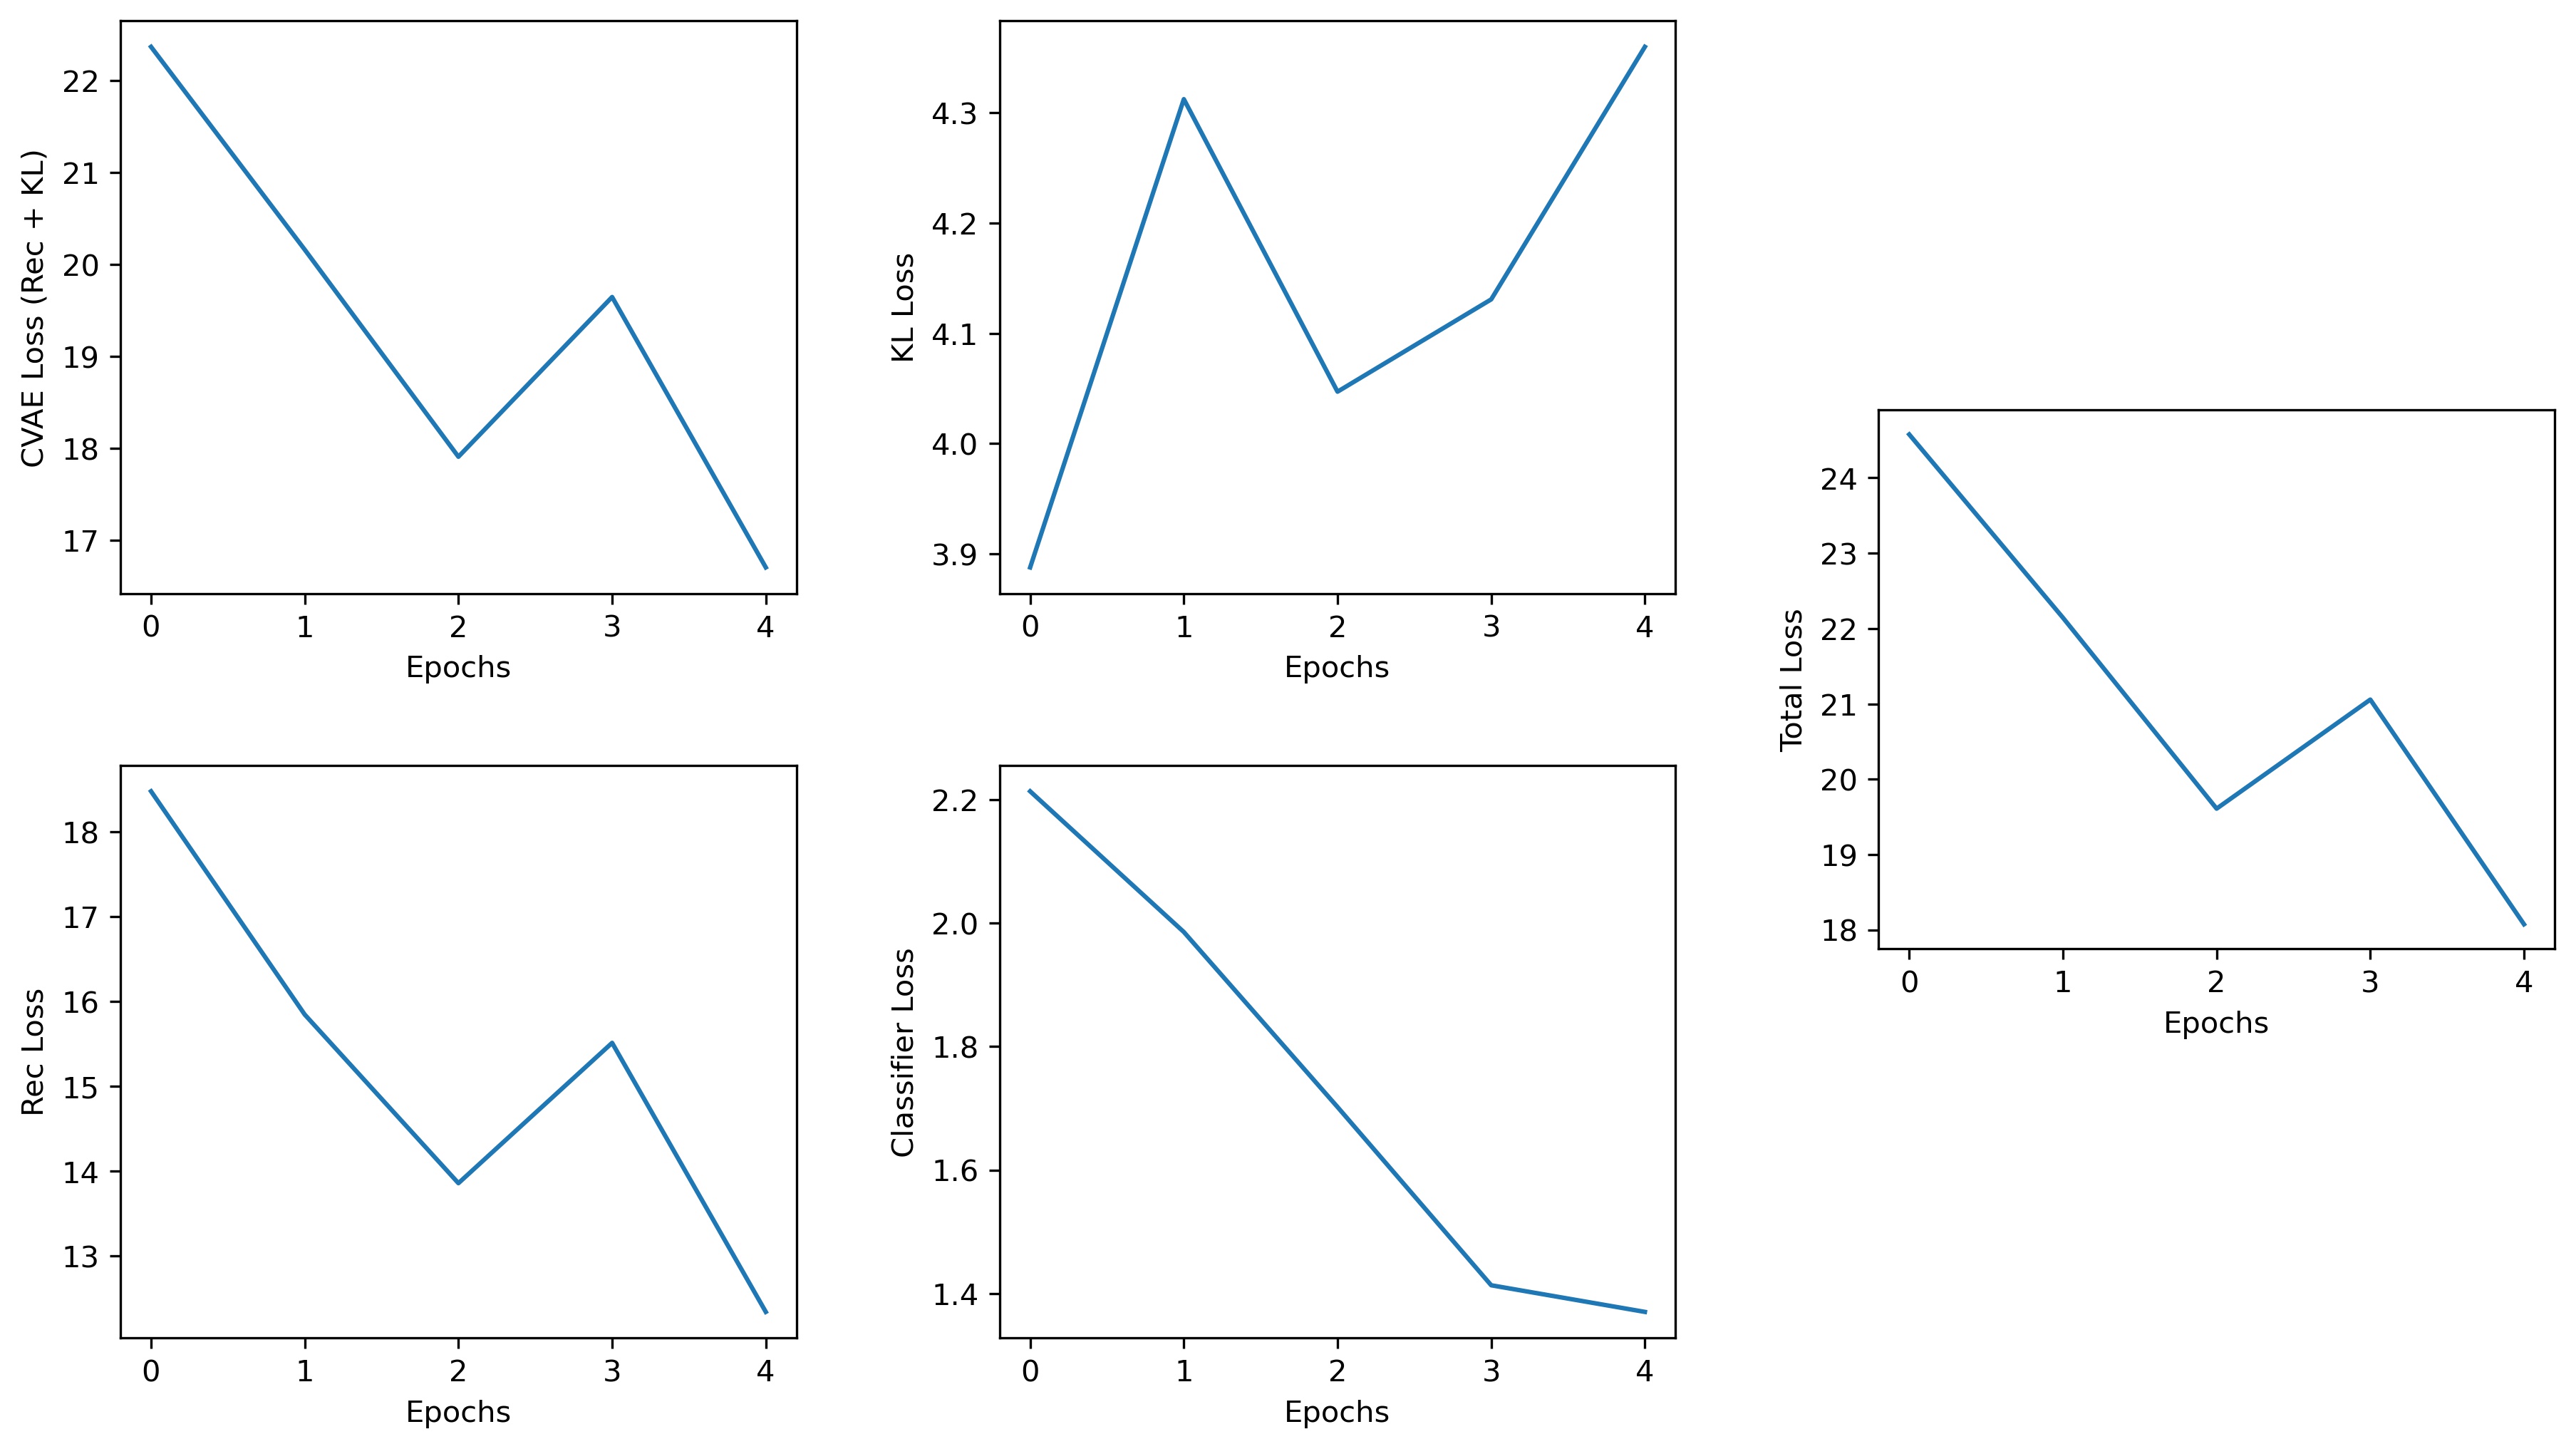 CVAE Loss (Rec + KL)
22
21
20
19
18
17
0 1 2 3 4
Epochs
KL Loss
4.3
4.2
4.1
4.0
3.9
0 1 2 3 4
Epochs
Rec Loss
18
17
16
15
14
13
0 1 2 3 4
Epochs
Classifier Loss
2.2
2.0
1.8
1.6
1.4
0 1 2 3 4
Epochs
Total Loss
24
23
22
21
20
19
18
0 1 2 3 4
Epochs